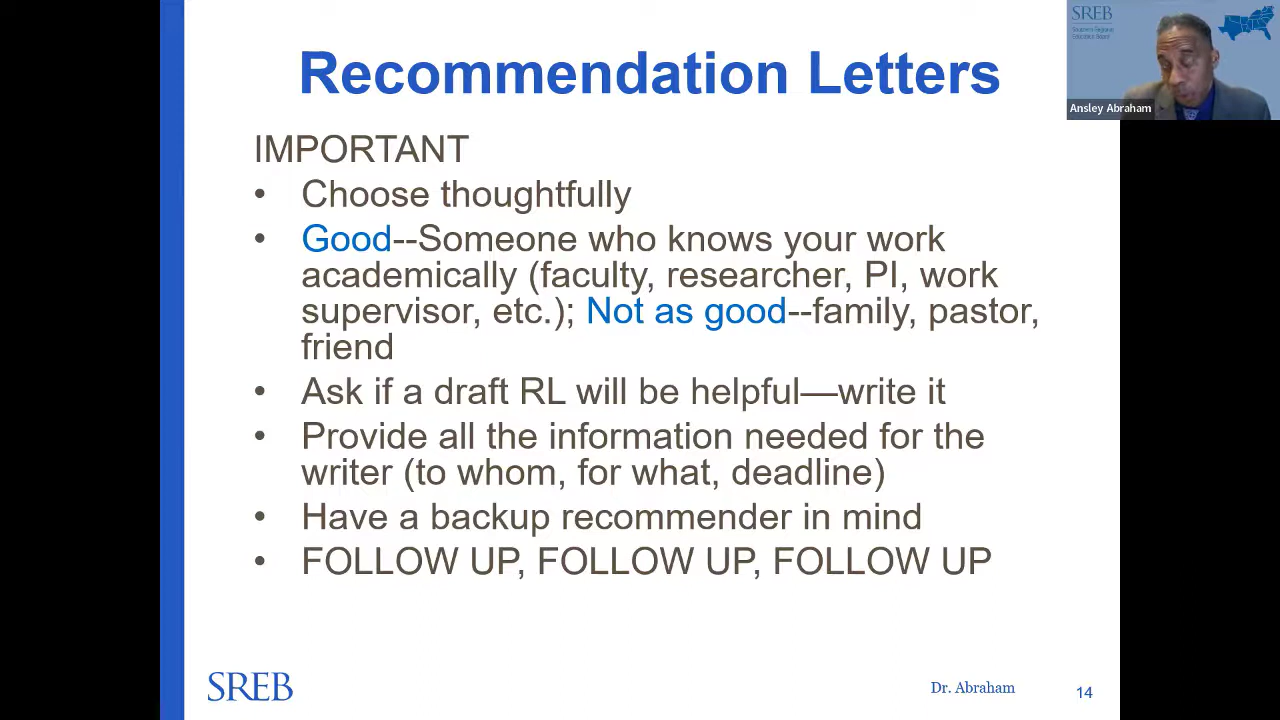 Recommendation Letters
IMPORTANT
• Choose thoughtfully
• Good--Someone who knows your work
academically (faculty, researcher, PI, work
supervisor, etc.); Not as good--family, pastor,
friend
• Ask if a draft RL will be helpful—write it
• Provide all the information needed for the
writer (to whom, for what, deadline)
• Have a backup recommender in mind
• FOLLOW UP, FOLLOW UP, FOLLOW UP
SREB
Dr. Abraham
14
SREB
Southern Regional
Education Board
Ansley Abraham